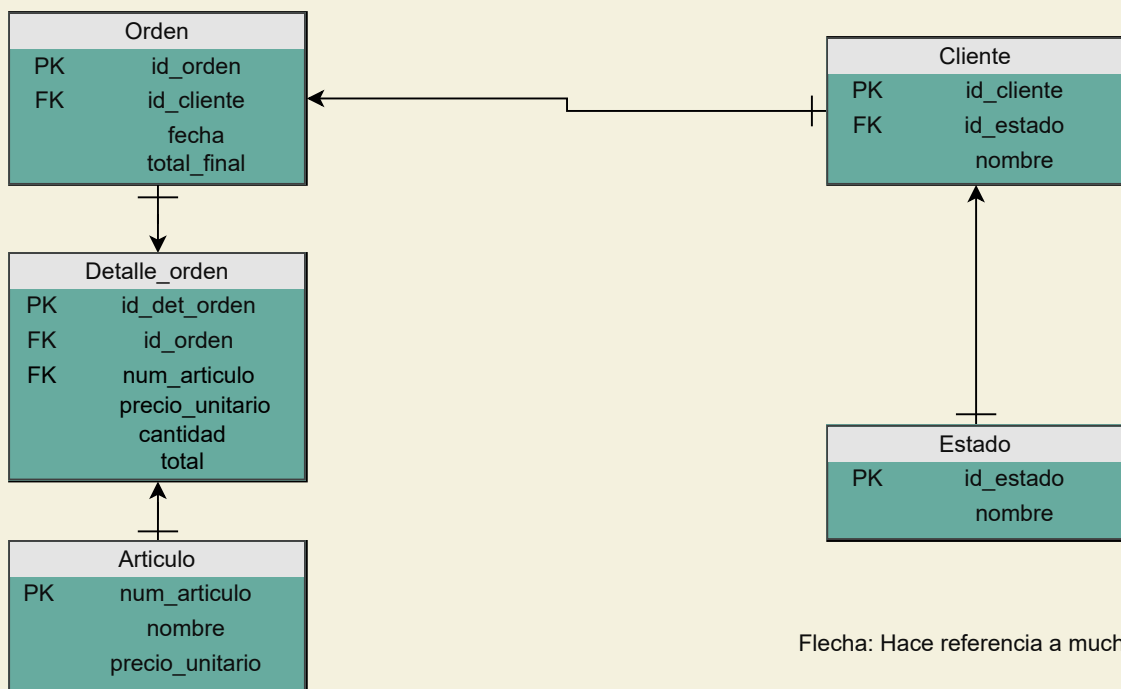 Orden
PK id_orden
FK id_cliente
fecha
total_final
Cliente
PK id_cliente
FK id_estado
nombre
Detalle_orden
PK id_det_orden
FK id_orden
FK num_articulo
precio_unitario
cantidad
total
Estado
PK id_estado
nombre
Articulo
PK num_articulo
nombre
precio_unitario
Flecha: Hace referencia a